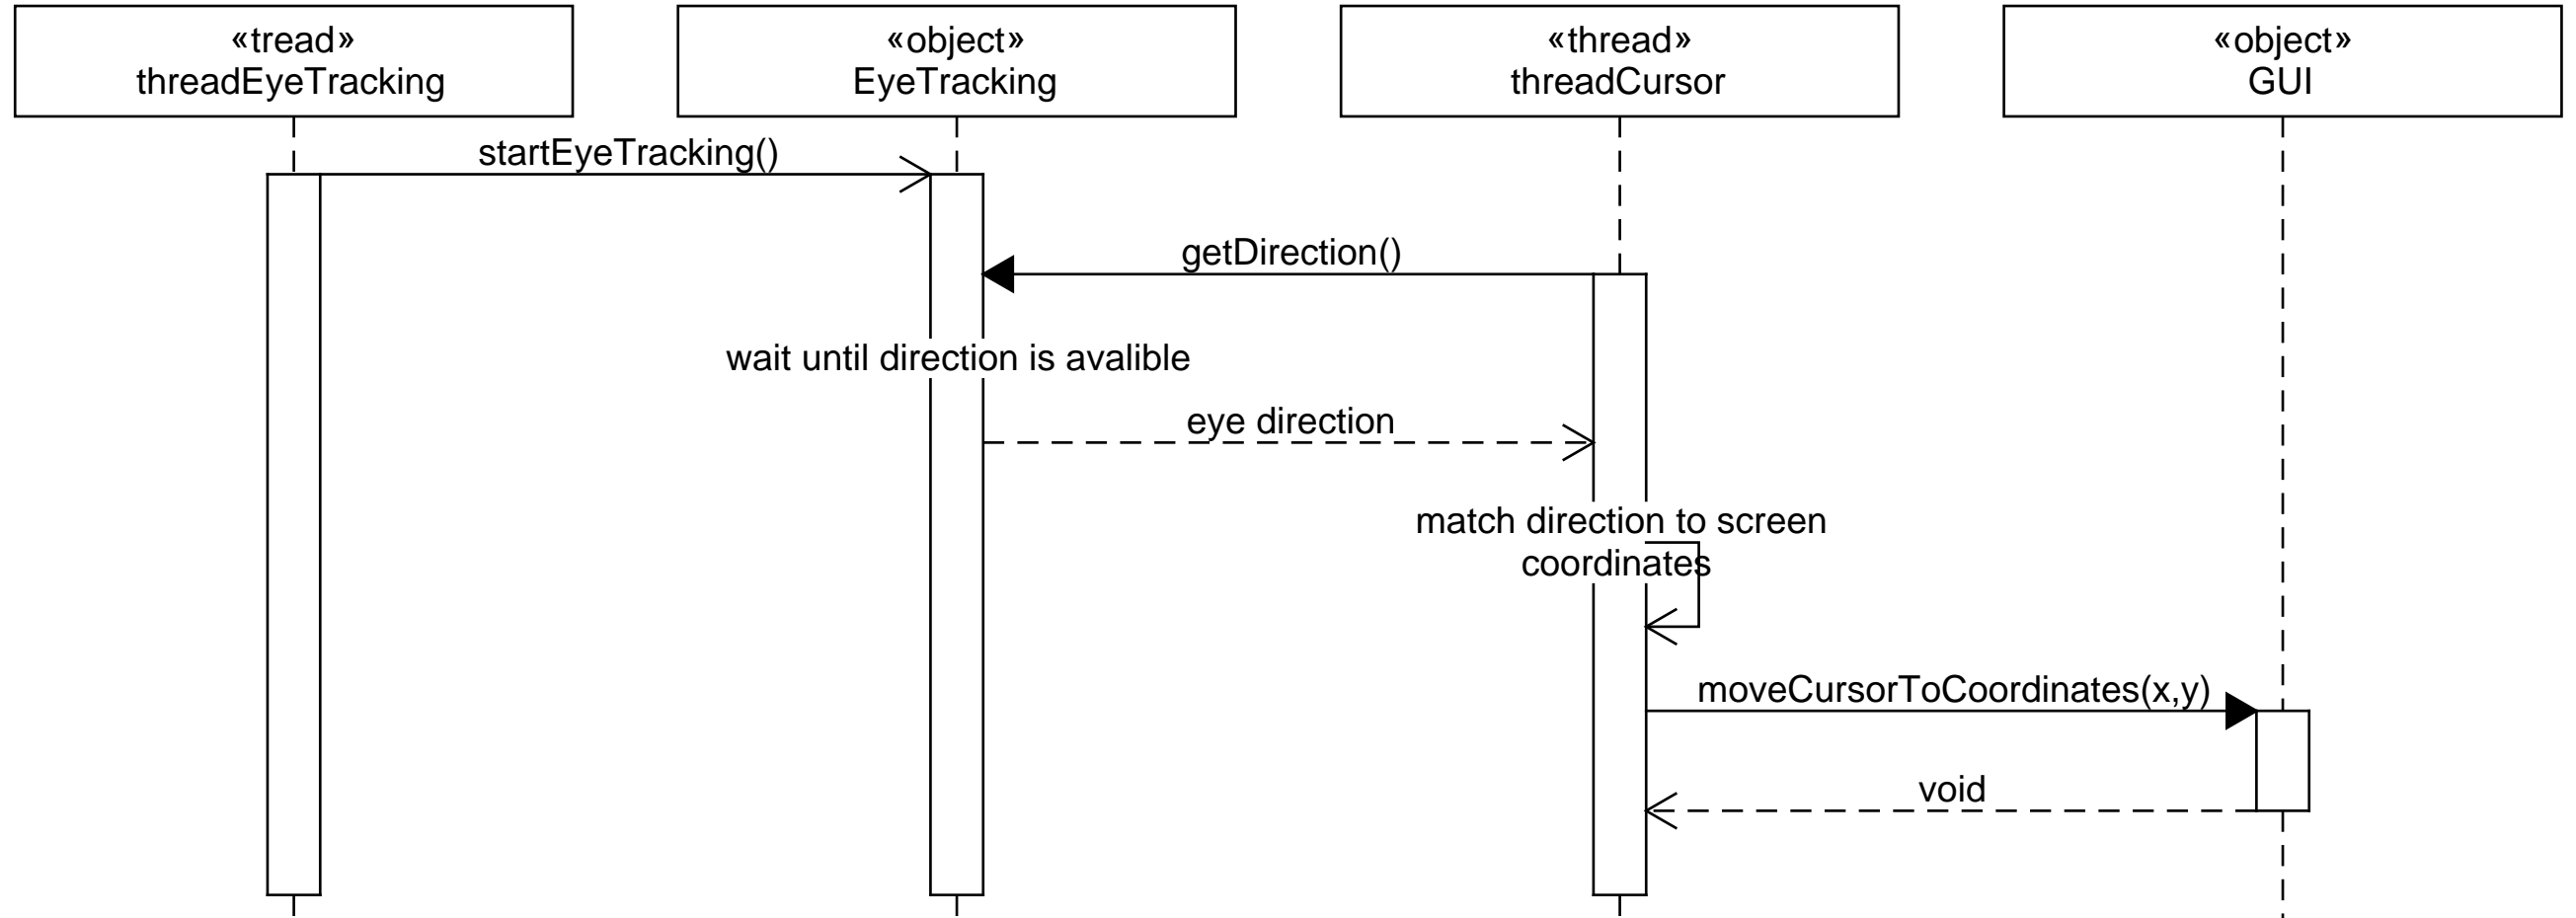 «tread»
threadEyeTracking
«object»
EyeTracking
«thread»
threadCursor
«object»
GUI
startEyeTracking()
getDirection()
wait until direction is avalible
eye direction
match direction to screen
coordinates
moveCursorToCoordinates(x,y)
void